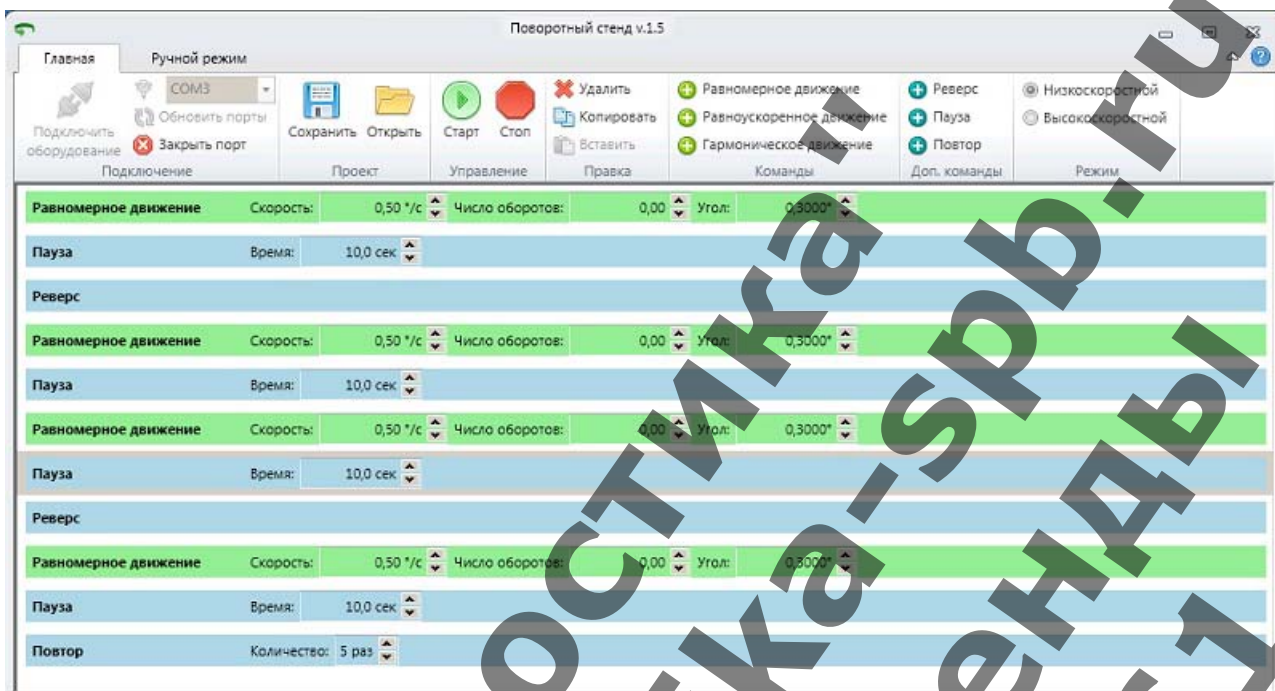 Поворотный стенд v.1.5
Главная Ручной режим
Подключить оборудование
COM3
Обновить порты
Закрыть порт
Подключение
Сохранить Открыть
Проект
Старт Стоп
Управление
Удалить
Копировать
Вставить
Правка
Равномерное движение
Равноускоренное движение
Гармоническое движение
Команды
Реверс
Пауза
Повтор
Доп. команды
Низкоскоростной
Высокоскоростной
Режим
Равномерное движение Скорость: 0,50 °/с Число оборотов: 0,00 Угол: 0,3000°
Пауза Время: 10,0 сек
Реверс
Равномерное движение Скорость: 0,50 °/с Число оборотов: 0,00 Угол: 0,3000°
Пауза Время: 10,0 сек
Равномерное движение Скорость: 0,50 °/с Число оборотов: 0,00 Угол: 0,3000°
Пауза Время: 10,0 сек
Реверс
Равномерное движение Скорость: 0,50 °/с Число оборотов: 0,00 Угол: 0,3000°
Пауза Время: 10,0 сек
Повтор Количество: 5 раз